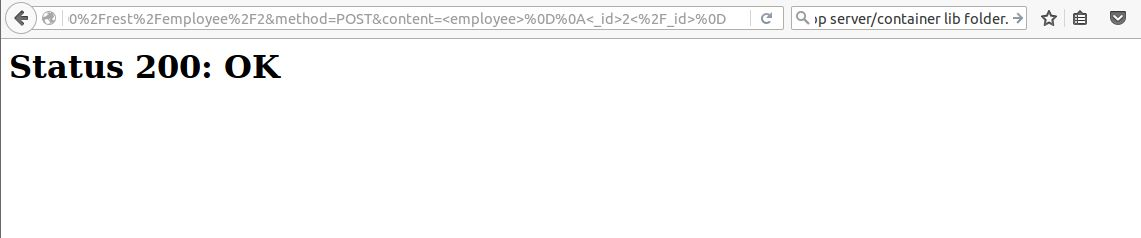 0%2Frest%2Femployee%2F2&method=POST&content=<employee>%0D%0A<_id>2<%2F_id>%0D
server/container lib folder.
Status 200: OK